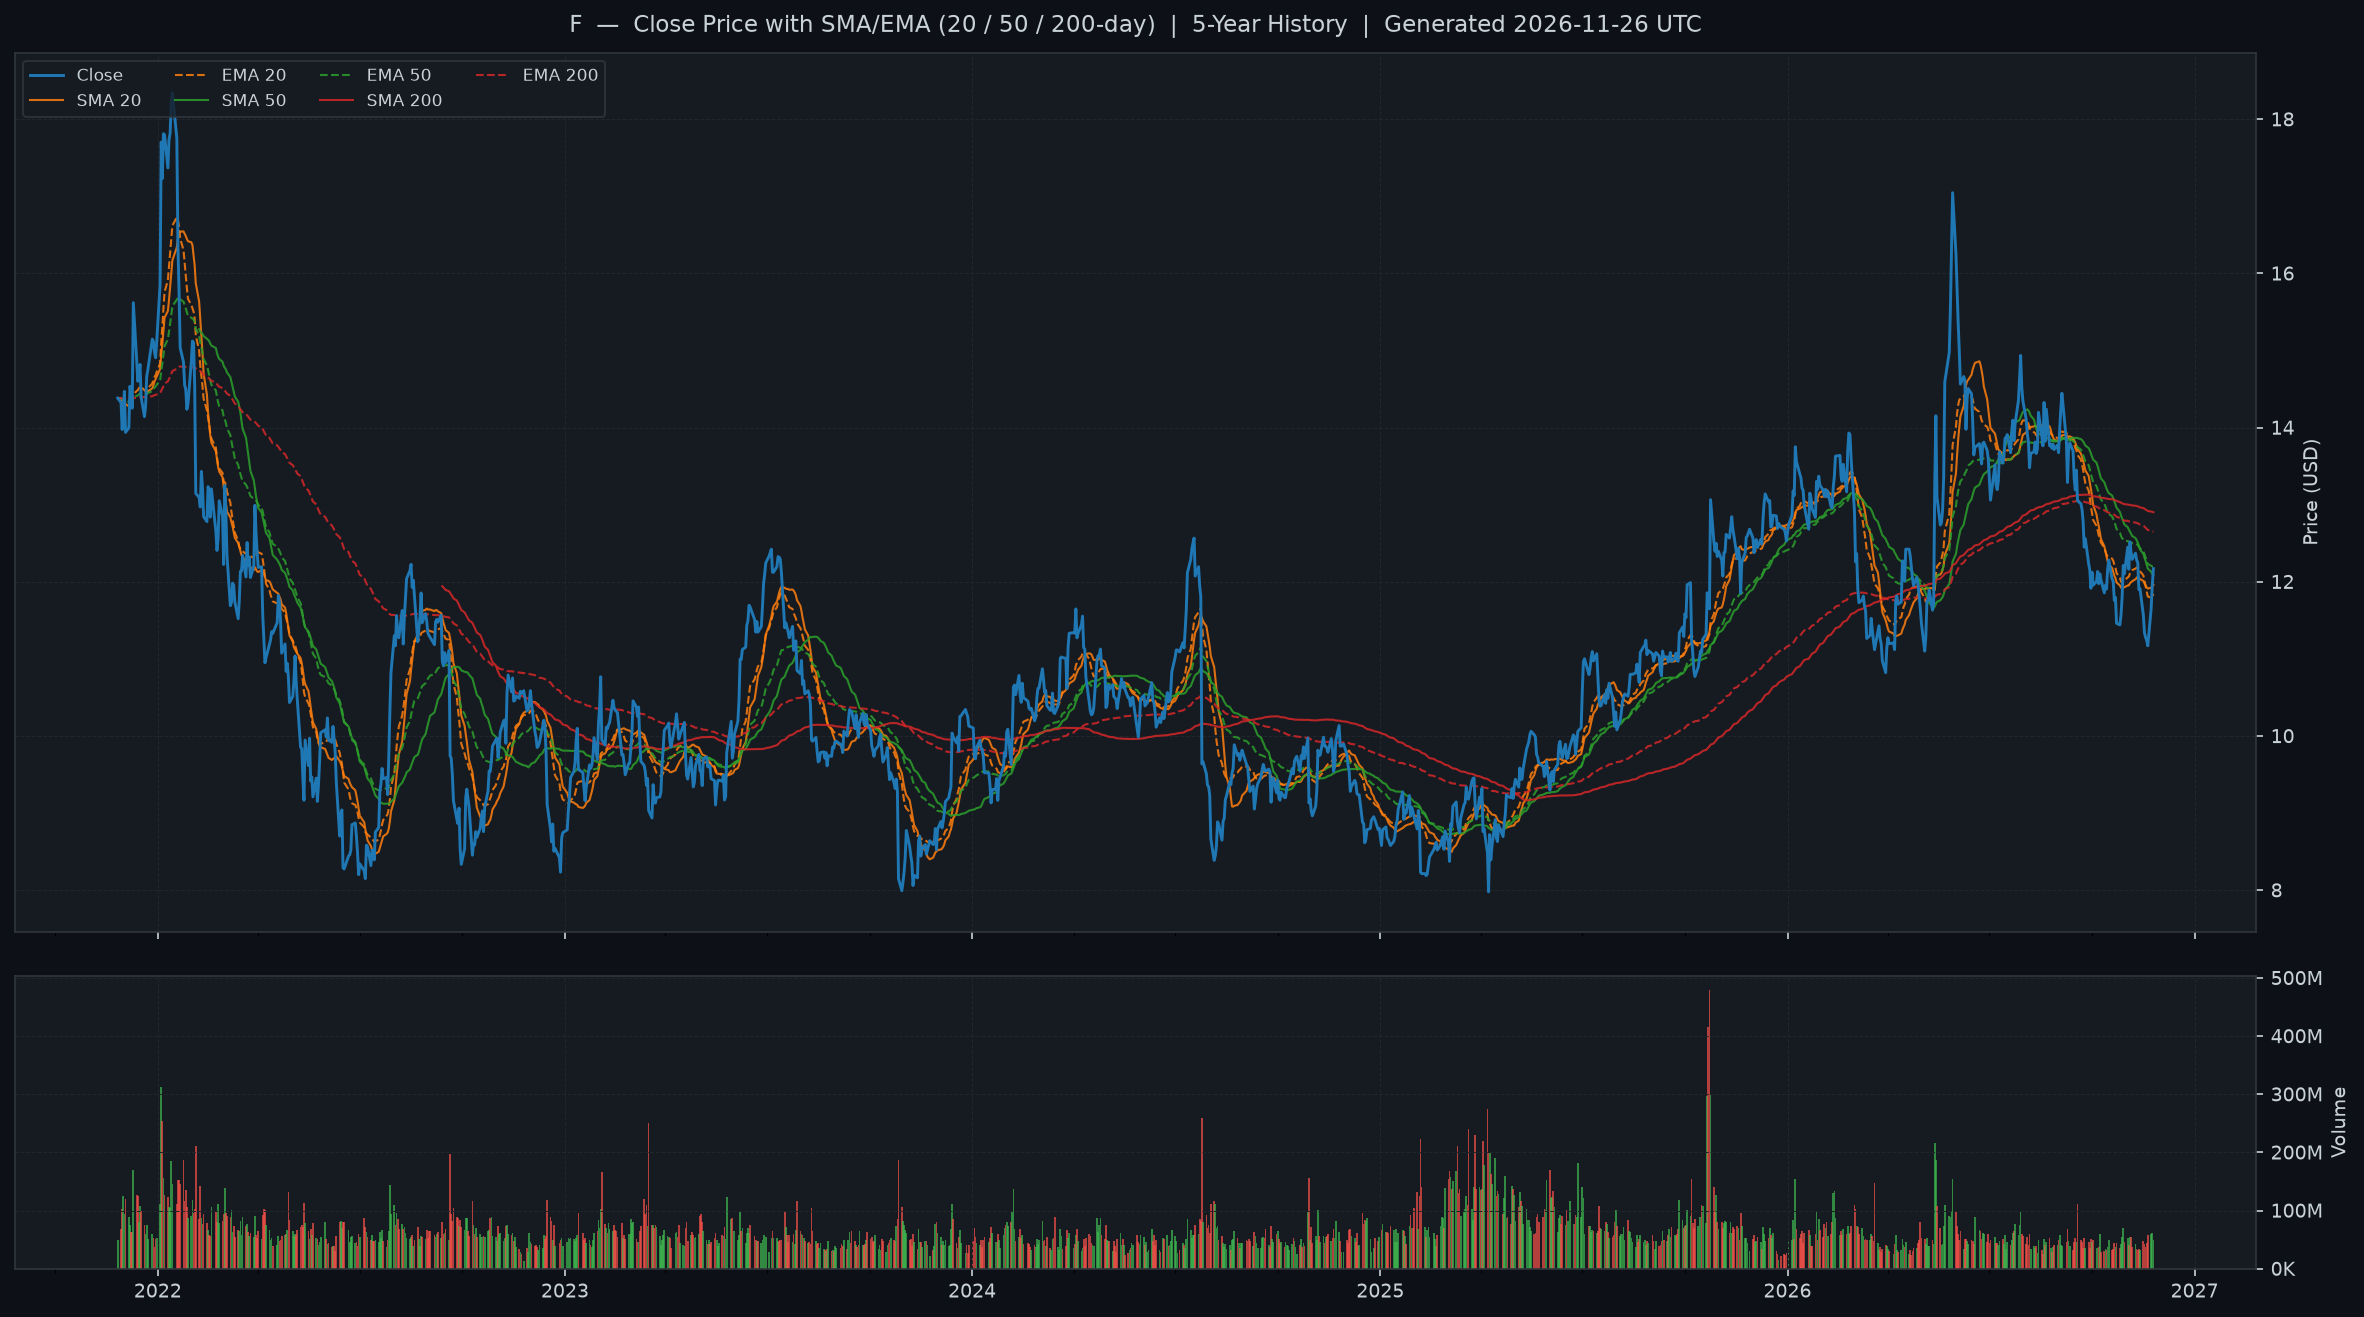 F — Close Price with SMA/EMA (20 / 50 / 200-day) | 5-Year History | Generated 2026-11-26 UTC
Close EMA 20 EMA 50 EMA 200
SMA 20 SMA 50 SMA 200
18
16
14
12
10
8
Price (USD)
500M
400M
300M
200M
100M
0K
Volume
2022 2023 2024 2025 2026 2027